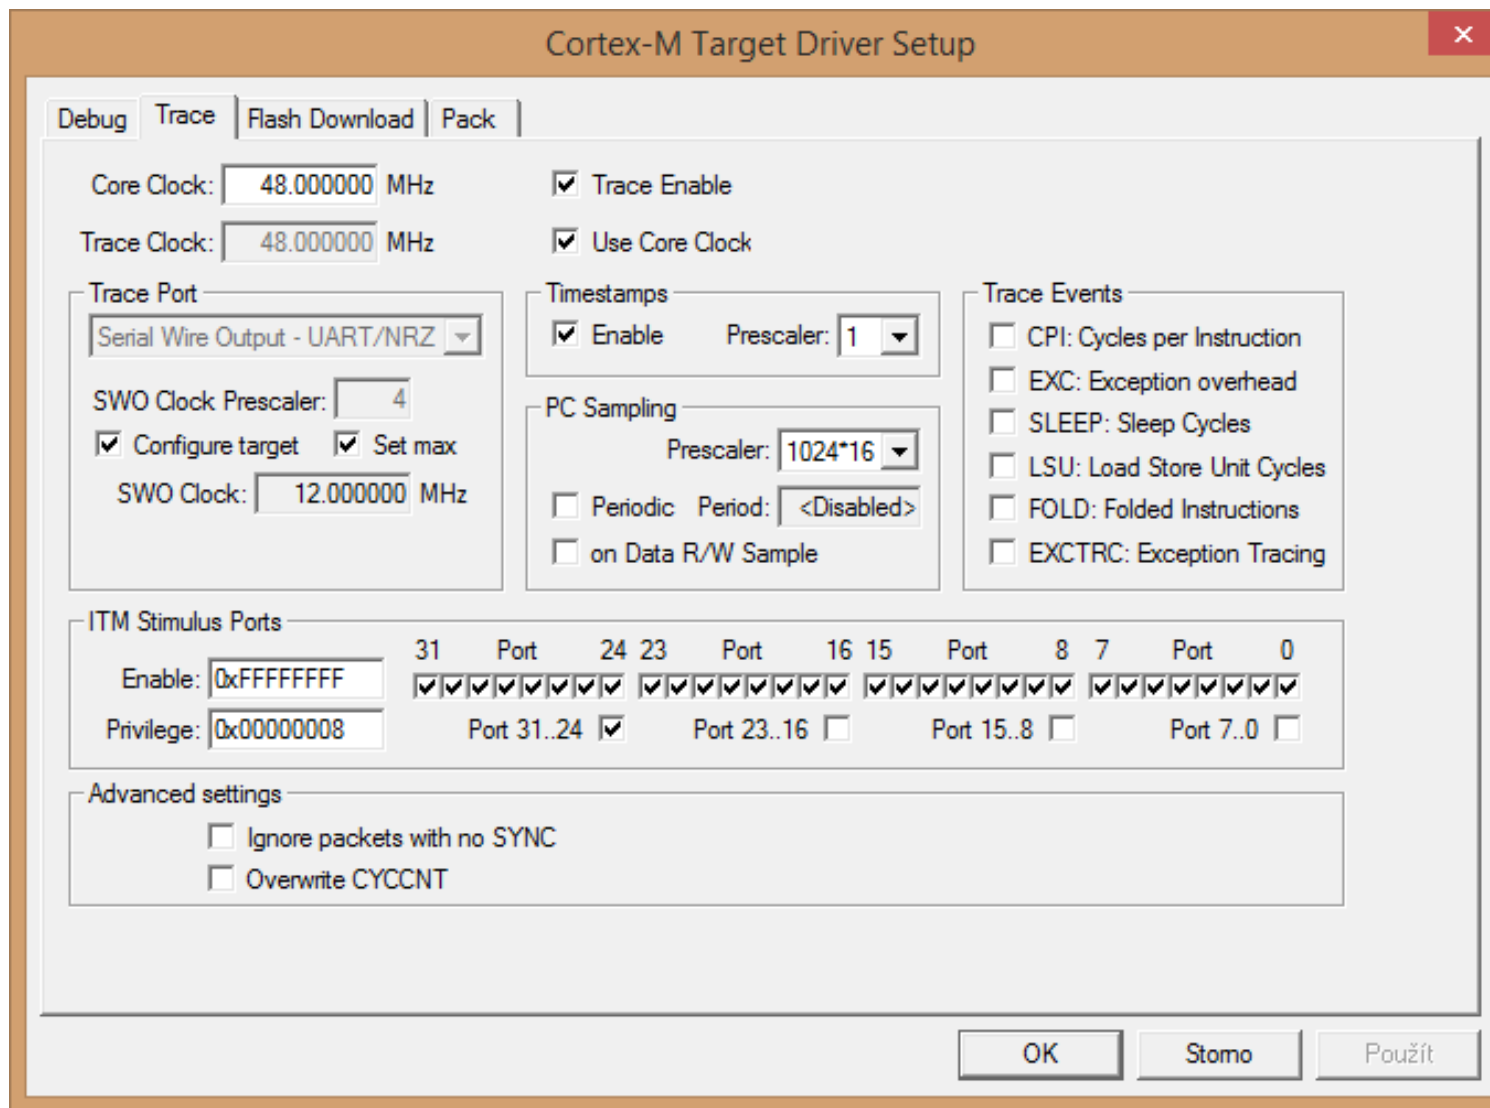 Cortex-M Target Driver Setup
Debug Trace Flash Download Pack
Core Clock: 48.000000 MHz Trace Enable
Trace Clock: 48.000000 MHz Use Core Clock
Trace Port Timestamps Trace Events
Serial Wire Output - UART/NRZ Enable Prescaler: 1 CPI: Cycles per Instruction
EXC: Exception overhead
SWO Clock Prescaler: 4 PC Sampling SLEEP: Sleep Cycles
Configure target Set max Prescaler: 1024*16 LSU: Load Store Unit Cycles
SWO Clock: 12.000000 MHz Periodic Period: <Disabled> FOLD: Folded Instructions
on Data R/W Sample EXCTRC: Exception Tracing
ITM Stimulus Ports
31 Port 24 23 Port 16 15 Port 8 7 Port 0
Enable: 0xFFFFFFFF
Privilege: 0x00000008 Port 31..24 Port 23..16 Port 15..8 Port 7..0
Advanced settings
Ignore packets with no SYNC
Overwrite CYCCNT
OK Storno Použít